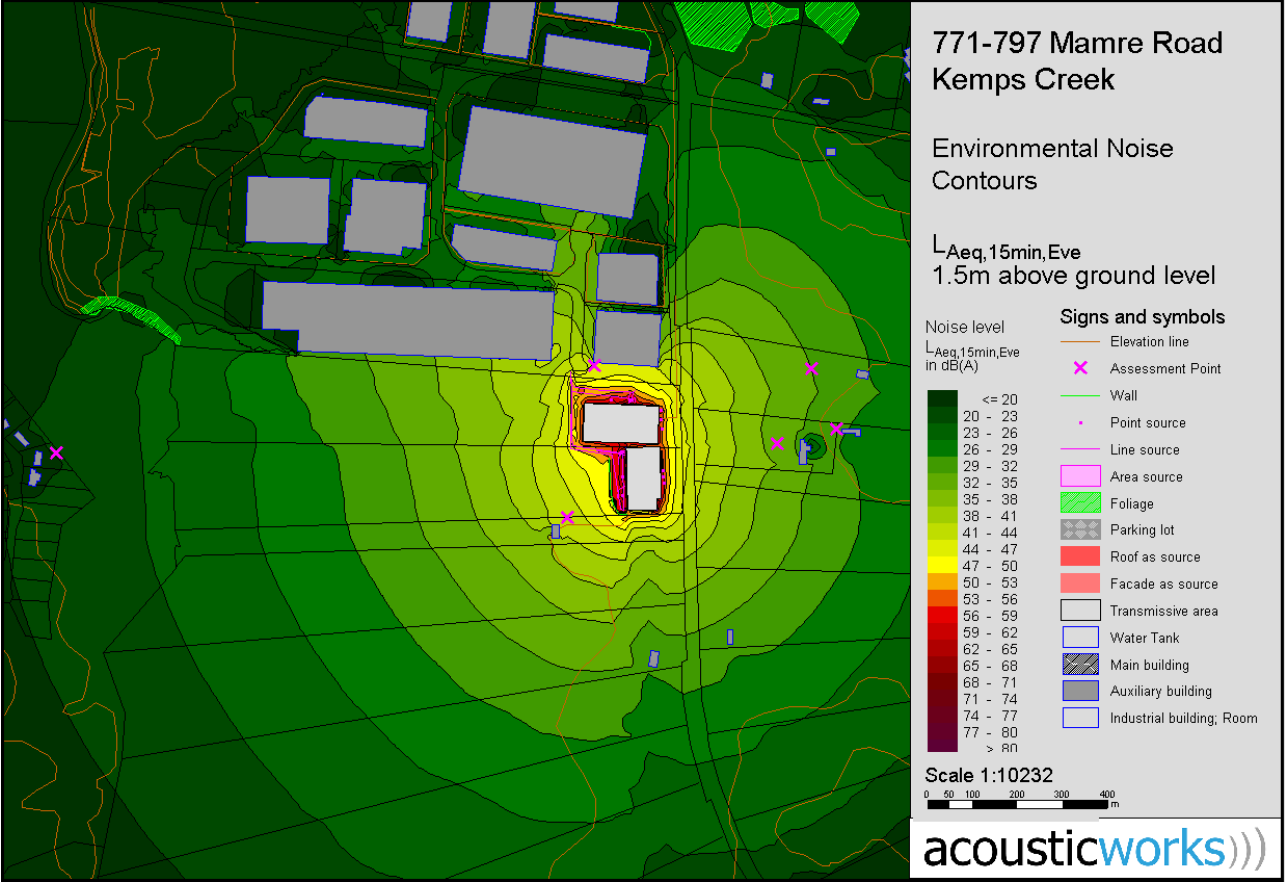 771-797 Mamre Road
Kemps Creek
Environmental Noise
Contours
LAeq,15min,Eve
1.5m above ground level
Noise level
LAeq,15min,Eve
in dB(A)
<= 20
20 - 23
23 - 26
26 - 29
29 - 32
32 - 35
35 - 38
38 - 41
41 - 44
44 - 47
47 - 50
50 - 53
53 - 56
56 - 59
59 - 62
62 - 65
65 - 68
68 - 71
71 - 74
74 - 77
77 - 80
> 80
Signs and symbols
Elevation line
Assessment Point
Wall
Point source
Line source
Area source
Foliage
Parking lot
Roof as source
Facade as source
Transmissive area
Water Tank
Main building
Auxiliary building
Industrial building; Room
Scale 1:10232
0 50 100 200 300 400
m
acousticworks)))